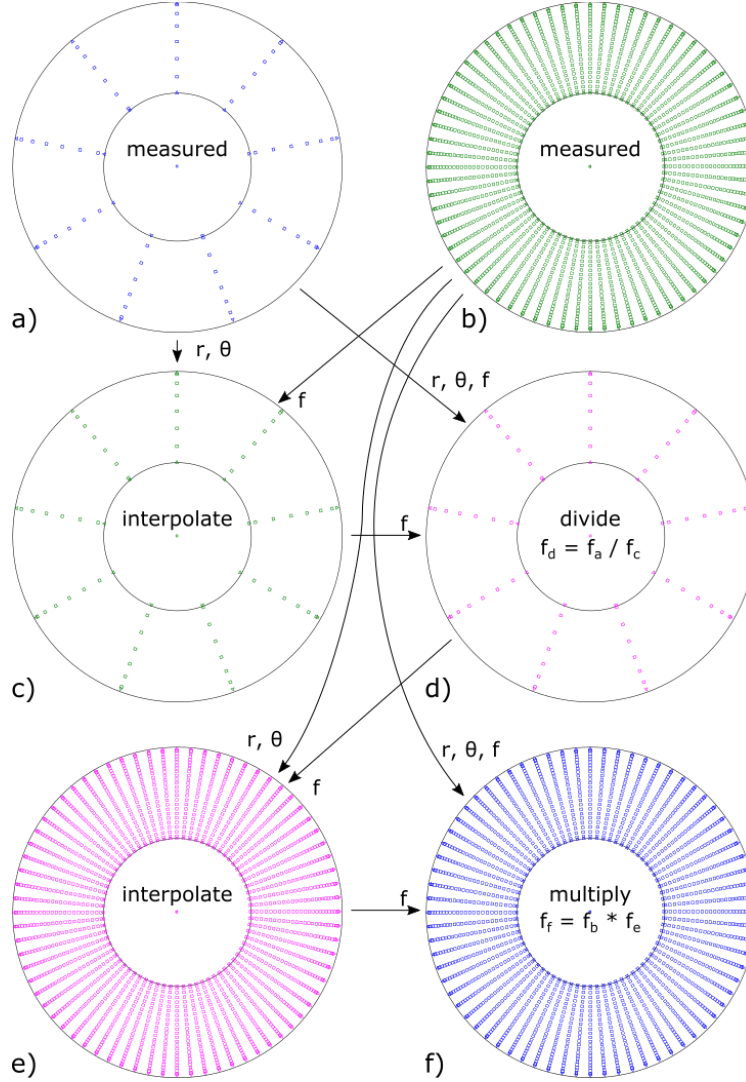 measured
measured
a)
b)
r, θ
r, θ, f
f
interpolate
f
divide
f_d = f_a / f_c
c)
d)
r, θ
f
r, θ, f
interpolate
f
multiply
f_f = f_b * f_e
e)
f)